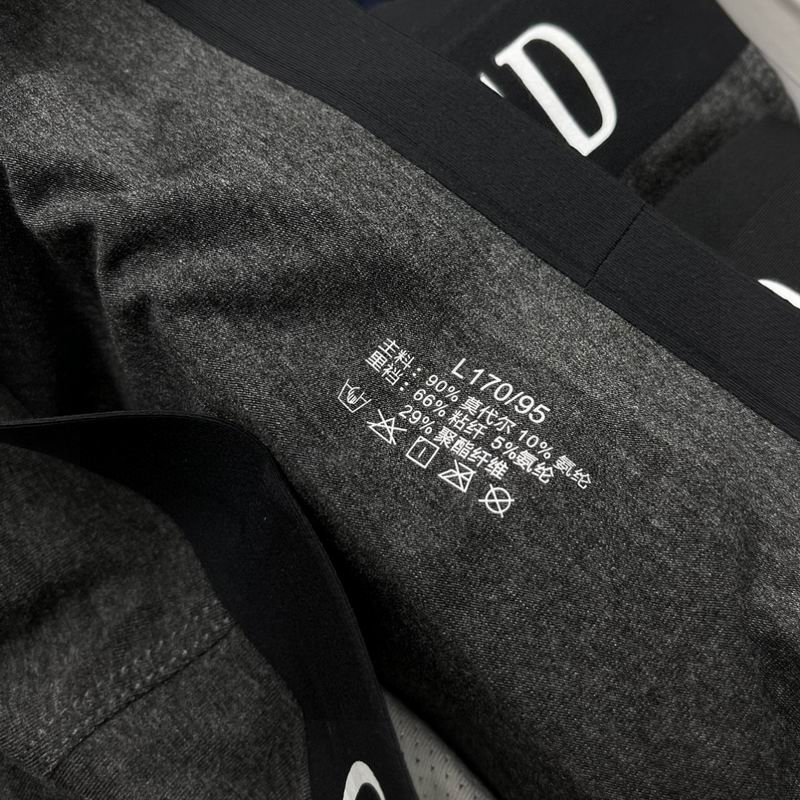 D
L170/95
主料：90% 莫代尔 10% 氨纶
里裆：66% 粘纤 5%氨纶
29% 聚酯纤维